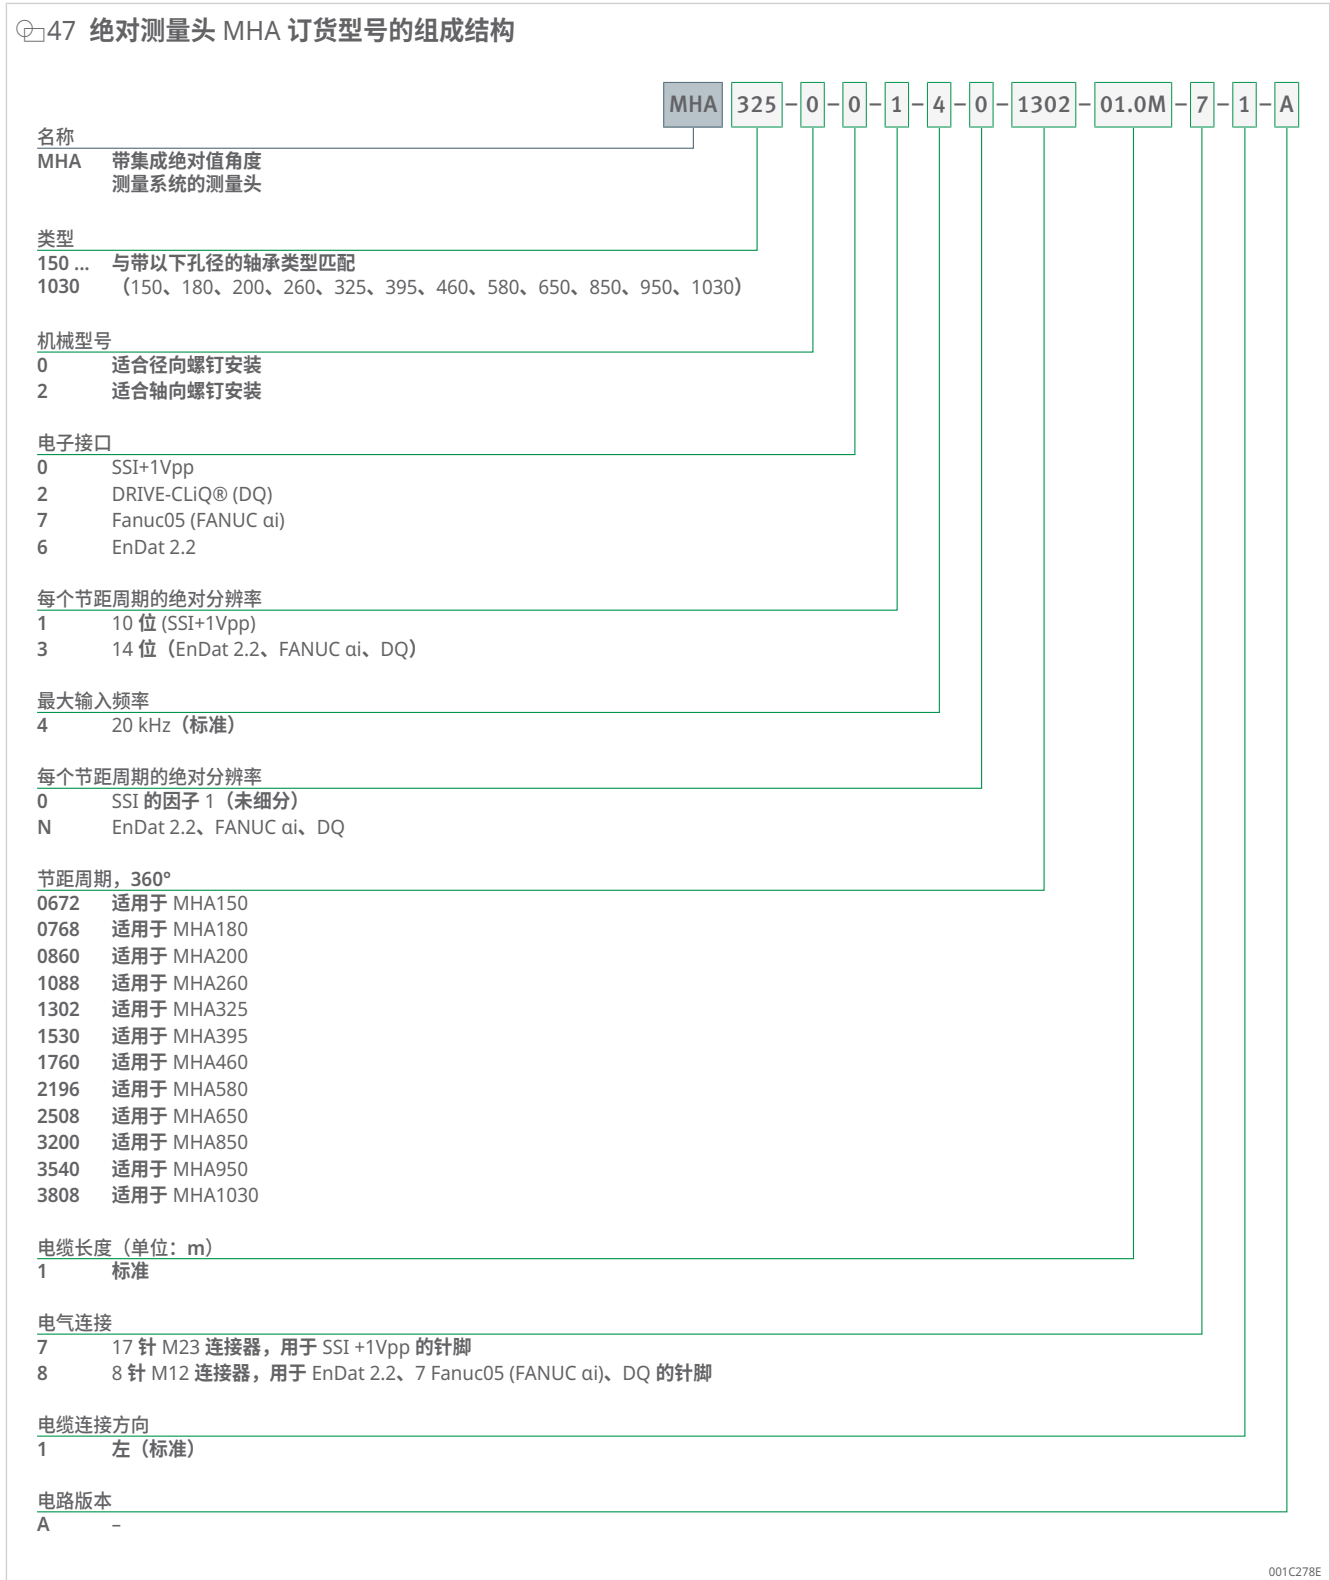 47 绝对测量头 MHA 订货型号的组成结构
MHA 325 – 0 – 0 – 1 – 4 – 0 – 1302 – 01.0M – 7 – 1 – A
名称
MHA 带集成绝对值角度
测量系统的测量头
类型
150 ... 与带以下孔径的轴承类型匹配
1030 （150、180、200、260、325、395、460、580、650、850、950、1030）
机械型号
0 适合径向螺钉安装
2 适合轴向螺钉安装
电子接口
0 SSI+1Vpp
2 DRIVE-CLiQ® (DQ)
7 Fanuc05 (FANUC αi)
6 EnDat 2.2
每个节距周期的绝对分辨率
1 10 位 (SSI+1Vpp)
3 14 位（EnDat 2.2、FANUC αi、DQ）
最大输入频率
4 20 kHz（标准）
每个节距周期的绝对分辨率
0 SSI 的因子 1（未细分）
N EnDat 2.2、FANUC αi、DQ
节距周期，360°
0672 适用于 MHA150
0768 适用于 MHA180
0860 适用于 MHA200
1088 适用于 MHA260
1302 适用于 MHA325
1530 适用于 MHA395
1760 适用于 MHA460
2196 适用于 MHA580
2508 适用于 MHA650
3200 适用于 MHA850
3540 适用于 MHA950
3808 适用于 MHA1030
电缆长度（单位：m）
1 标准
电气连接
7 17 针 M23 连接器，用于 SSI +1Vpp 的针脚
8 8 针 M12 连接器，用于 EnDat 2.2、7 Fanuc05 (FANUC αi)、DQ 的针脚
电缆连接方向
1 左（标准）
电路版本
A –
001C278E